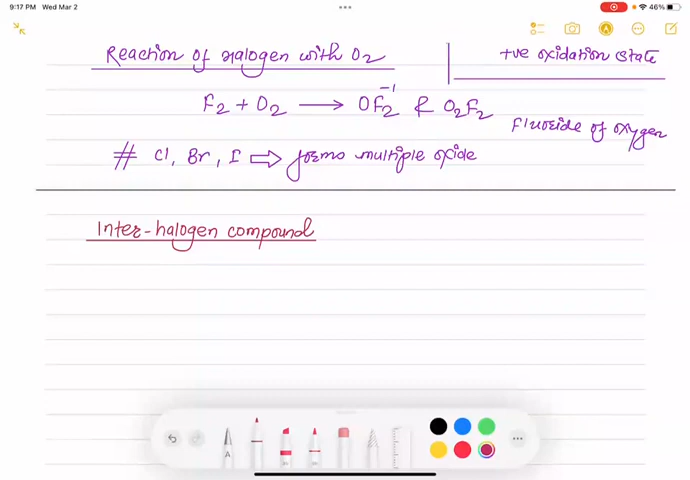 9:17 PM Wed Mar 2
46%
Reaction of Halogen with O2
+ve oxidation state
F2 + O2 ⟶ OF2⁻¹ & O2F2
Fluoride of oxygen
# Cl, Br, I ⇨ forms multiple oxide
Inter-halogen compound
A